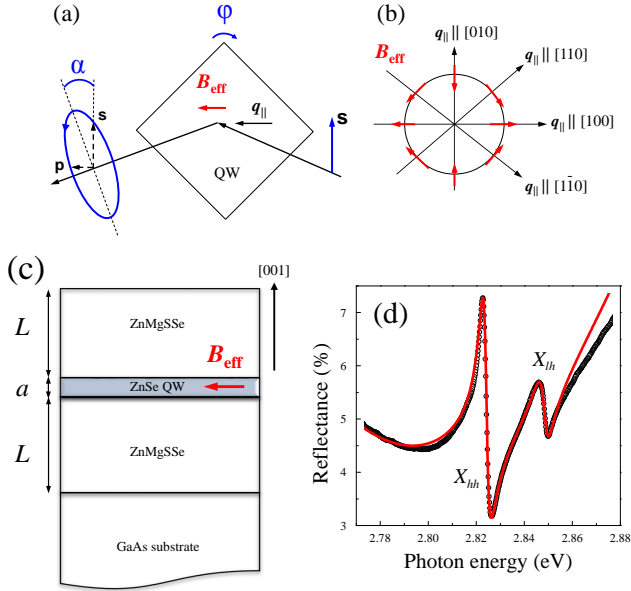 (a)
φ
α
B_eff
q_||
s
s
p
QW
(b)
q_|| || [010]
B_eff
q_|| || [110]
q_|| || [100]
q_|| || [11̄0]
(c)
[001]
L
ZnMgSSe
B_eff
a
ZnSe QW
L
ZnMgSSe
GaAs substrate
(d)
Reflectance (%)
7
6
5
4
3
X_lh
X_hh
2.78 2.80 2.82 2.84 2.86 2.88
Photon energy (eV)